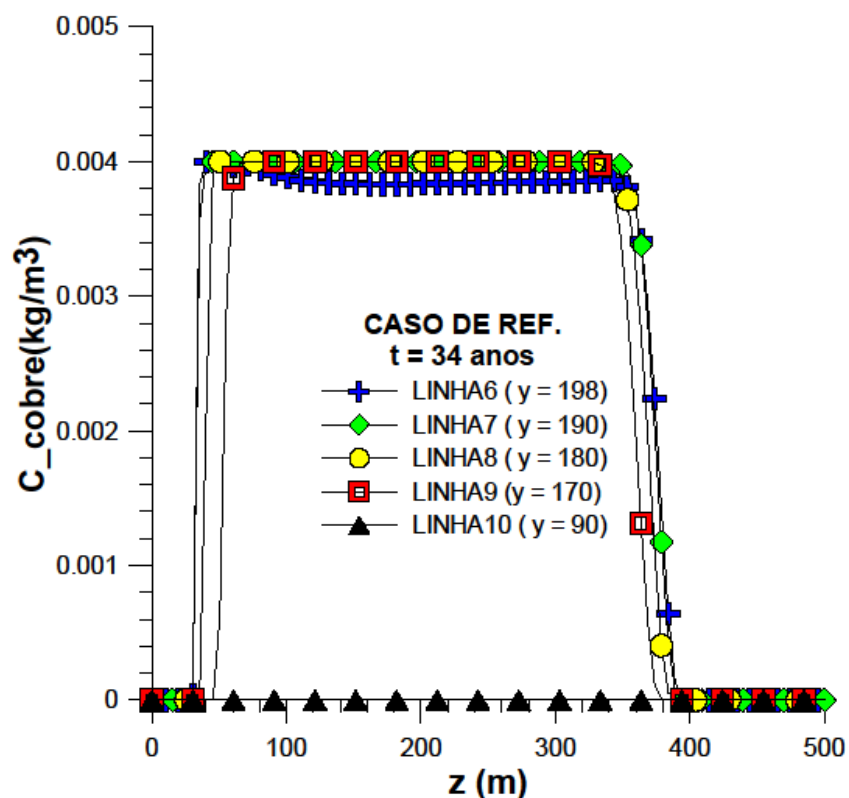 0.005
0.004
0.003
0.002
0.001
0
C_cobre(kg/m³)
CASO DE REF.
t = 34 anos
LINHA6 ( y = 198)
LINHA7 ( y = 190)
LINHA8 ( y = 180)
LINHA9 (y = 170)
LINHA10 ( y = 90)
0 100 200 300 400 500
z (m)